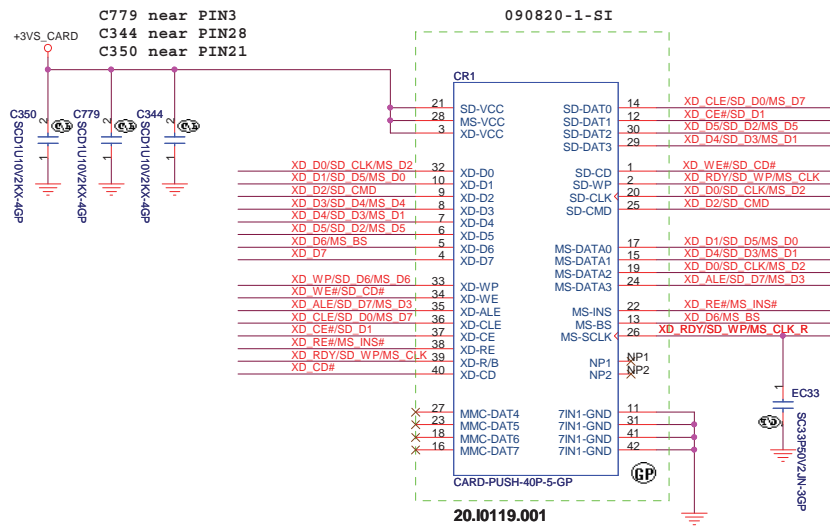 C779 near PIN3
C344 near PIN28
C350 near PIN21
090820-1-SI
+3VS_CARD
C350
SCD1U10V2KX-4GP
2
1
C779
SCD1U10V2KX-4GP
2
1
C344
SCD1U10V2KX-4GP
2
1
CR1
21 SD-VCC
28 MS-VCC
3 XD-VCC
XD_D0/SD_CLK/MS_D2 32 XD-D0
XD_D1/SD_D5/MS_D0 10 XD-D1
XD_D2/SD_CMD 9 XD-D2
XD_D3/SD_D4/MS_D4 8 XD-D3
XD_D4/SD_D3/MS_D1 7 XD-D4
XD_D5/SD_D2/MS_D5 6 XD-D5
XD_D6/MS_BS 5 XD-D6
XD_D7 4 XD-D7
XD_WP/SD_D6/MS_D6 33 XD-WP
XD_WE#/SD_CD# 34 XD-WE
XD_ALE/SD_D7/MS_D3 35 XD-ALE
XD_CLE/SD_D0/MS_D7 36 XD-CLE
XD_CE#/SD_D1 37 XD-CE
XD_RE#/MS_INS# 38 XD-RE
XD_RDY/SD_WP/MS_CLK 39 XD-R/B
XD_CD# 40 XD-CD
27 MMC-DAT4
23 MMC-DAT5
18 MMC-DAT6
16 MMC-DAT7
SD-DAT0 14 XD_CLE/SD_D0/MS_D7
SD-DAT1 12 XD_CE#/SD_D1
SD-DAT2 30 XD_D5/SD_D2/MS_D5
SD-DAT3 29 XD_D4/SD_D3/MS_D1
SD-CD 1 XD_WE#/SD_CD#
SD-WP 2 XD_RDY/SD_WP/MS_CLK
SD-CLK 20 XD_D0/SD_CLK/MS_D2
SD-CMD 25 XD_D2/SD_CMD
MS-DATA0 17 XD_D1/SD_D5/MS_D0
MS-DATA1 15 XD_D4/SD_D3/MS_D1
MS-DATA2 19 XD_D0/SD_CLK/MS_D2
MS-DATA3 24 XD_ALE/SD_D7/MS_D3
MS-INS 22 XD_RE#/MS_INS#
MS-BS 13 XD_D6/MS_BS
MS-SCLK 26 XD_RDY/SD_WP/MS_CLK_R
NP1 NP1
NP2 NP2
7IN1-GND 11
7IN1-GND 31
7IN1-GND 41
7IN1-GND 42
1
EC33
SC33P50V2JN-3GP
GP
CARD-PUSH-40P-5-GP
20.I0119.001